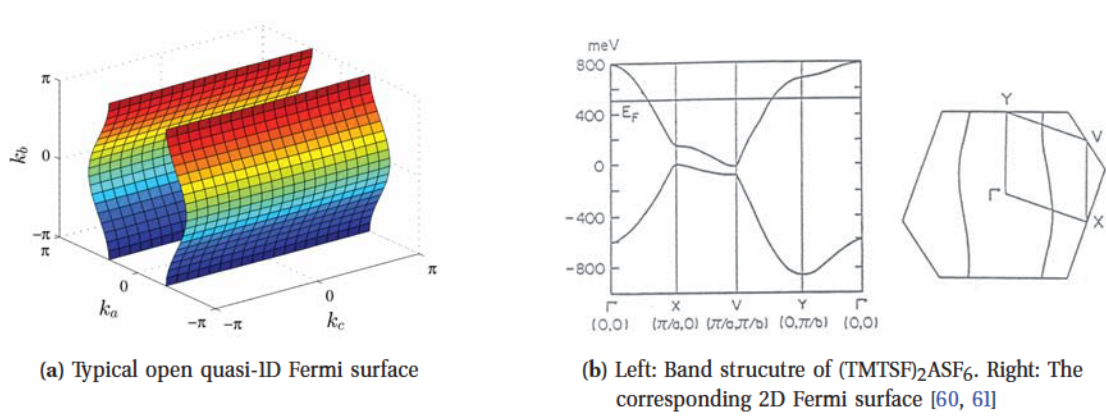 π
k_b
0
−π
π
k_a
0
−π
−π
0
k_c
π
(a) Typical open quasi-1D Fermi surface
meV
800
400
0
-400
-800
E_F
Γ X V Y Γ
(0,0) (π/a,0) (π/a,π/b) (0,π/b) (0,0)
Y
V
Γ
X
(b) Left: Band strucutre of (TMTSF)₂ASF₆. Right: The
corresponding 2D Fermi surface [60, 61]